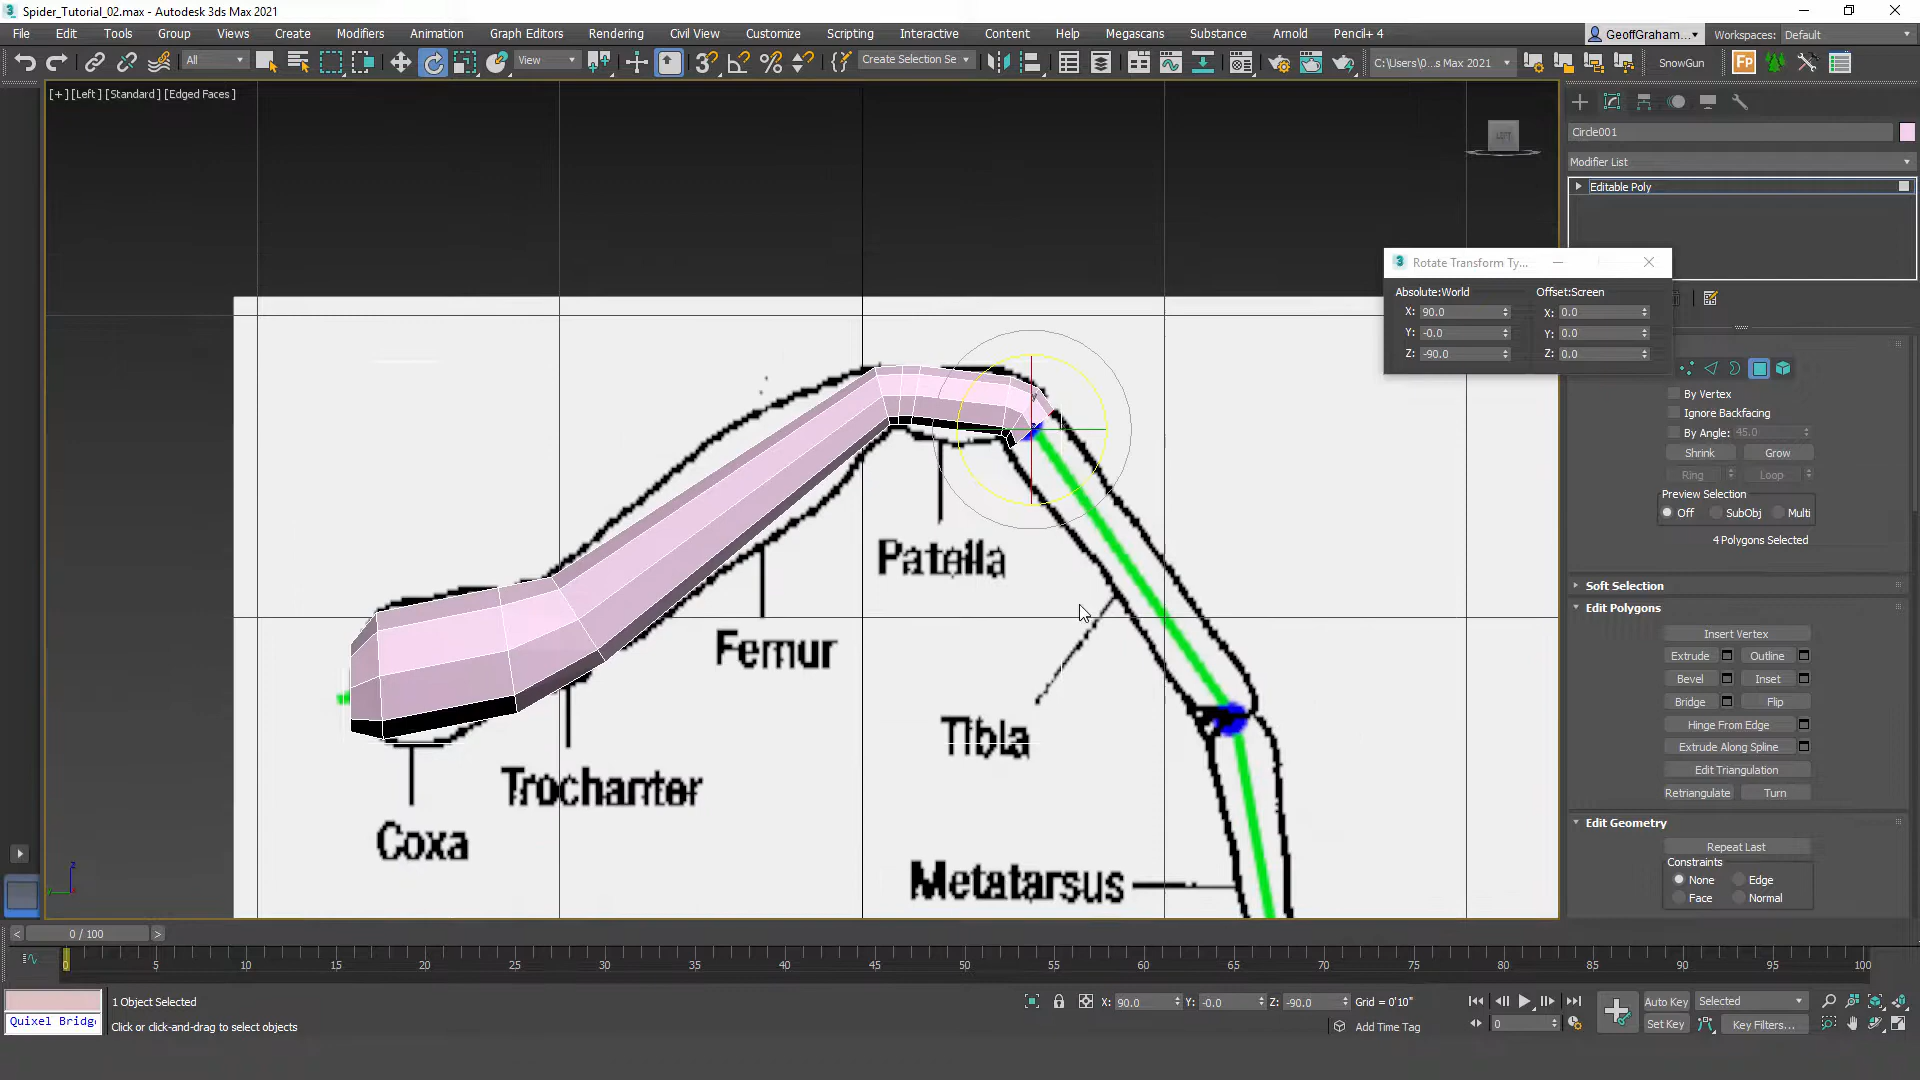 Spider_Tutorial_02.max - Autodesk 3ds Max 2021
File Edit Tools Group Views Create Modifiers Animation Graph Editors Rendering Civil View Customize Scripting Interactive Content Help Megascans Substance Arnold Pencil+ 4
GeoffGraham... Workspaces: Default
All View Create Selection Se C:\Users\0...s Max 2021 SnowGun
[+] [Left] [Standard] [Edged Faces]
LEFT
Circle001
Modifier List
Editable Poly
Rotate Transform Ty...
Absolute:World Offset:Screen
X: 90.0 X: 0.0
Y: -0.0 Y: 0.0
Z: -90.0 Z: 0.0
By Vertex
Ignore Backfacing
By Angle: 45.0
Shrink Grow
Ring Loop
Preview Selection
Off SubObj Multi
4 Polygons Selected
Soft Selection
Edit Polygons
Insert Vertex
Extrude Outline
Bevel Inset
Bridge Flip
Hinge From Edge
Extrude Along Spline
Edit Triangulation
Retriangulate Turn
Edit Geometry
Repeat Last
Constraints
None Edge
Face Normal
Patella
Femur
Tibia
Trochanter
Coxa
Metatarsus
0 / 100
0 5 10 15 20 25 30 35 40 45 50 55 60 65 70 75 80 85 90 95 100
1 Object Selected
X: 90.0 Y: -0.0 Z: -90.0 Grid = 0'10"
Auto Key Selected
Quixel Bridg
Click or click-and-drag to select objects
Add Time Tag
0
Set Key Key Filters...